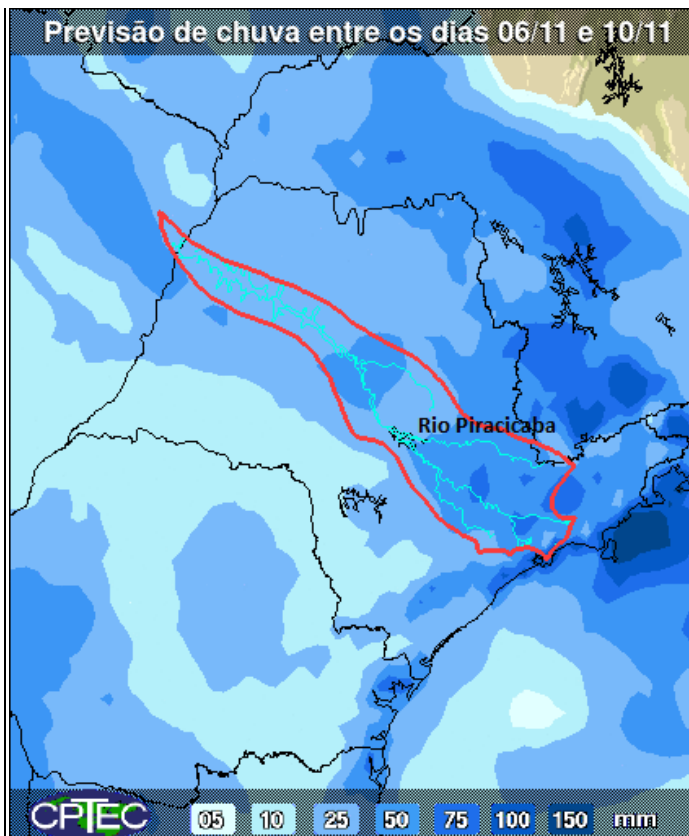 Previsão de chuva entre os dias 06/11 e 10/11
Rio Piracicaba
CPTEC 05 10 25 50 75 100 150 mm